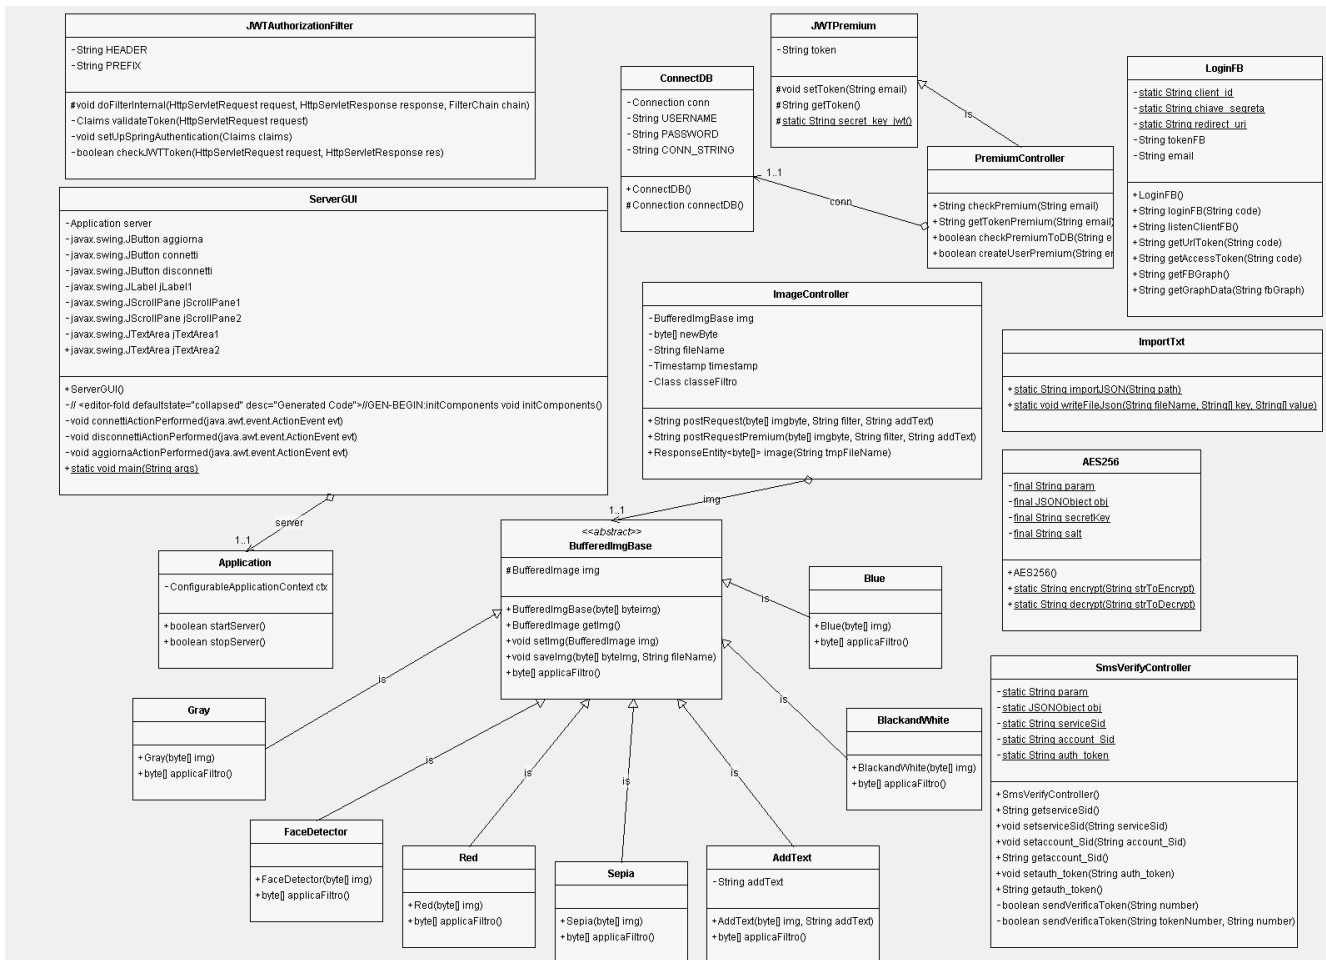 JWTAuthorizationFilter
-String HEADER
-String PREFIX
#void doFilterInternal(HttpServletRequest request, HttpServletResponse response, FilterChain chain)
-Claims validateToken(HttpServletRequest request)
-void setUpSpringAuthentication(Claims claims)
-boolean checkJWTToken(HttpServletRequest request, HttpServletResponse res)
ConnectDB
-Connection conn
-String USERNAME
-String PASSWORD
-String CONN_STRING
+ConnectDB()
#Connection connectDB()
JWTPremium
-String token
#void setToken(String email)
#String getToken()
#static String secret_key_jwt()
is
PremiumController
+String checkPremium(String email)
+String getTokenPremium(String email)
+boolean checkPremiumToDB(String e
+boolean createUserPremium(String er
1..1
conn
LoginFB
-static String client_id
-static String chiave_segreta
-static String redirect_uri
-String tokenFB
-String email
+LoginFB()
+String loginFB(String code)
+String listenClientFB()
-String getUrlToken(String code)
-String getAccessToken(String code)
-String getFBGraph()
-String getGraphData(String fbGraph)
ServerGUI
-Application server
-javax.swing.JButton aggiorna
-javax.swing.JButton connetti
-javax.swing.JButton disconnetti
-javax.swing.JLabel jLabel1
-javax.swing.JScrollPane jScrollPane1
-javax.swing.JScrollPane jScrollPane2
-javax.swing.JTextArea jTextArea1
+javax.swing.JTextArea jTextArea2
+ServerGUI()
-// <editor-fold defaultstate="collapsed" desc="Generated Code">//GEN-BEGIN:initComponents void initComponents()
-void connettiActionPerformed(java.awt.event.ActionEvent evt)
-void disconnettiActionPerformed(java.awt.event.ActionEvent evt)
-void aggiornaActionPerformed(java.awt.event.ActionEvent evt)
+static void main(String args)
ImageController
-BufferedImgBase img
-byte[] newByte
-String fileName
-Timestamp timestamp
-Class classeFiltro
+String postRequest(byte[] imgbyte, String filter, String addText)
+String postRequestPremium(byte[] imgbyte, String filter, String addText)
+ResponseEntity<byte[]> image(String tmpFileName)
ImportTxt
+static String importJSON(String path)
+static void writeFileJson(String fileName, String[] key, String[] value)
AES256
-final String param
-final JSONObject obj
-final String secretKey
-final String salt
+AES256()
+static String encrypt(String strToEncrypt)
+static String decrypt(String strToDecrypt)
server
1..1
img
1..1
Application
-ConfigurableApplicationContext ctx
+boolean startServer()
+boolean stopServer()
<<abstract>>
BufferedImgBase
#BufferedImage img
+BufferedImgBase(byte[] byteimg)
+BufferedImage getImg()
+void setImg(BufferedImage img)
+void saveImg(byte[] byteImg, String fileName)
+byte[] applicaFiltro()
is
Blue
+Blue(byte[] img)
+byte[] applicaFiltro()
is
BlackandWhite
+BlackandWhite(byte[] img)
+byte[] applicaFiltro()
is
Gray
+Gray(byte[] img)
+byte[] applicaFiltro()
is
is
is
is
FaceDetector
+FaceDetector(byte[] img)
+byte[] applicaFiltro()
Red
+Red(byte[] img)
+byte[] applicaFiltro()
Sepia
+Sepia(byte[] img)
+byte[] applicaFiltro()
AddText
-String addText
+AddText(byte[] img, String addText)
+byte[] applicaFiltro()
SmsVerifyController
-static String param
-static JSONObject obj
-static String serviceSid
-static String account_Sid
-static String auth_token
+SmsVerifyController()
+String getserviceSid()
+void setserviceSid(String serviceSid)
+void setaccount_Sid(String account_Sid)
+String getaccount_Sid()
+void setauth_token(String auth_token)
+String getauth_token()
-boolean sendVerificaToken(String number)
-boolean sendVerificaToken(String tokenNumber, String number)